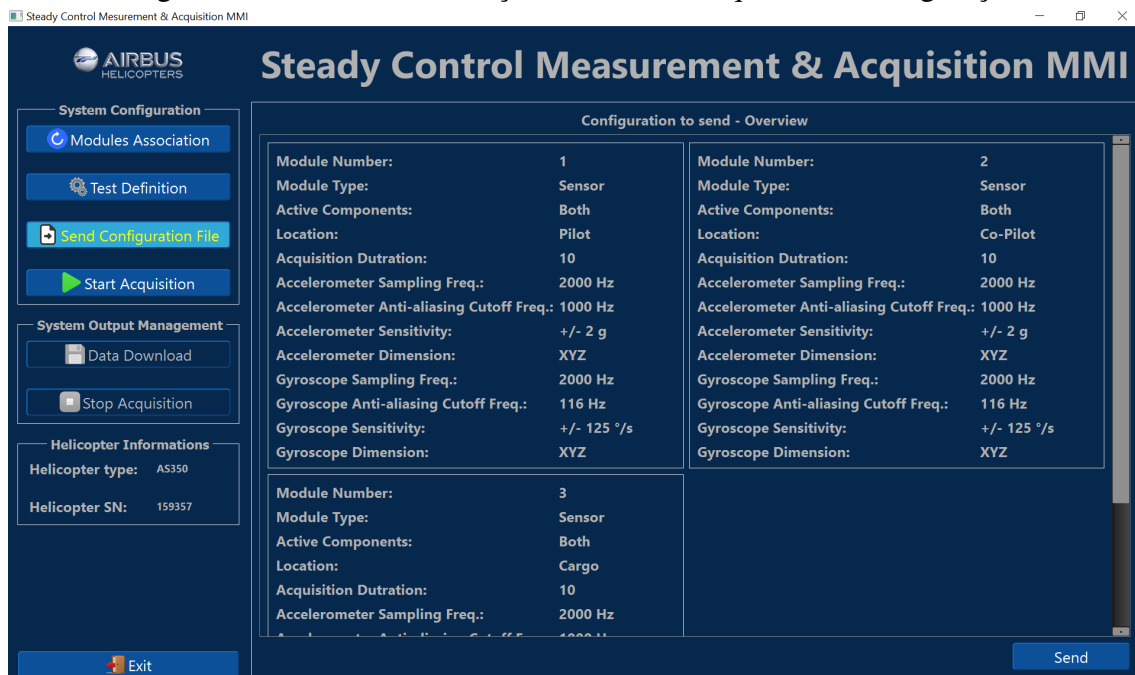 Steady Control Mesurement & Acquisition MMI
AIRBUS
HELICOPTERS
Steady Control Measurement & Acquisition MMI
System Configuration
Modules Association
Test Definition
Send Configuration File
Start Acquisition
System Output Management
Data Download
Stop Acquisition
Helicopter Informations
Helicopter type: AS350
Helicopter SN: 159357
Exit
Configuration to send - Overview
Module Number: 1
Module Type: Sensor
Active Components: Both
Location: Pilot
Acquisition Dutration: 10
Accelerometer Sampling Freq.: 2000 Hz
Accelerometer Anti-aliasing Cutoff Freq.: 1000 Hz
Accelerometer Sensitivity: +/- 2 g
Accelerometer Dimension: XYZ
Gyroscope Sampling Freq.: 2000 Hz
Gyroscope Anti-aliasing Cutoff Freq.: 116 Hz
Gyroscope Sensitivity: +/- 125 °/s
Gyroscope Dimension: XYZ
Module Number: 2
Module Type: Sensor
Active Components: Both
Location: Co-Pilot
Acquisition Dutration: 10
Accelerometer Sampling Freq.: 2000 Hz
Accelerometer Anti-aliasing Cutoff Freq.: 1000 Hz
Accelerometer Sensitivity: +/- 2 g
Accelerometer Dimension: XYZ
Gyroscope Sampling Freq.: 2000 Hz
Gyroscope Anti-aliasing Cutoff Freq.: 116 Hz
Gyroscope Sensitivity: +/- 125 °/s
Gyroscope Dimension: XYZ
Module Number: 3
Module Type: Sensor
Active Components: Both
Location: Cargo
Acquisition Dutration: 10
Accelerometer Sampling Freq.: 2000 Hz
Send